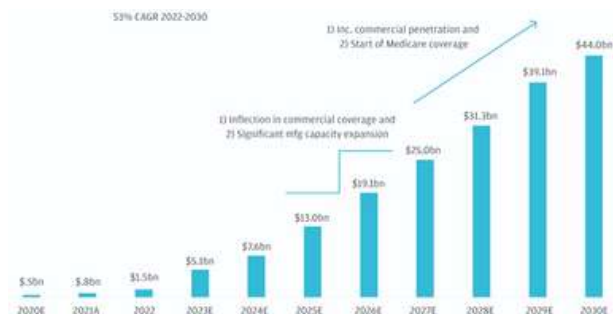 53% CAGR 2022-2030
1) Inc. commercial penetration and
2) Start of Medicare coverage
$44.0bn
$39.1bn
$31.3bn
1) Inflection in commercial coverage and
2) Significant mfg capacity expansion
$25.0bn
$19.1bn
$13.0bn
$7.6bn
$5.1bn
$1.5bn
$.8bn
$.5bn
2020E 2021A 2022 2023E 2024E 2025E 2026E 2027E 2028E 2029E 2030E